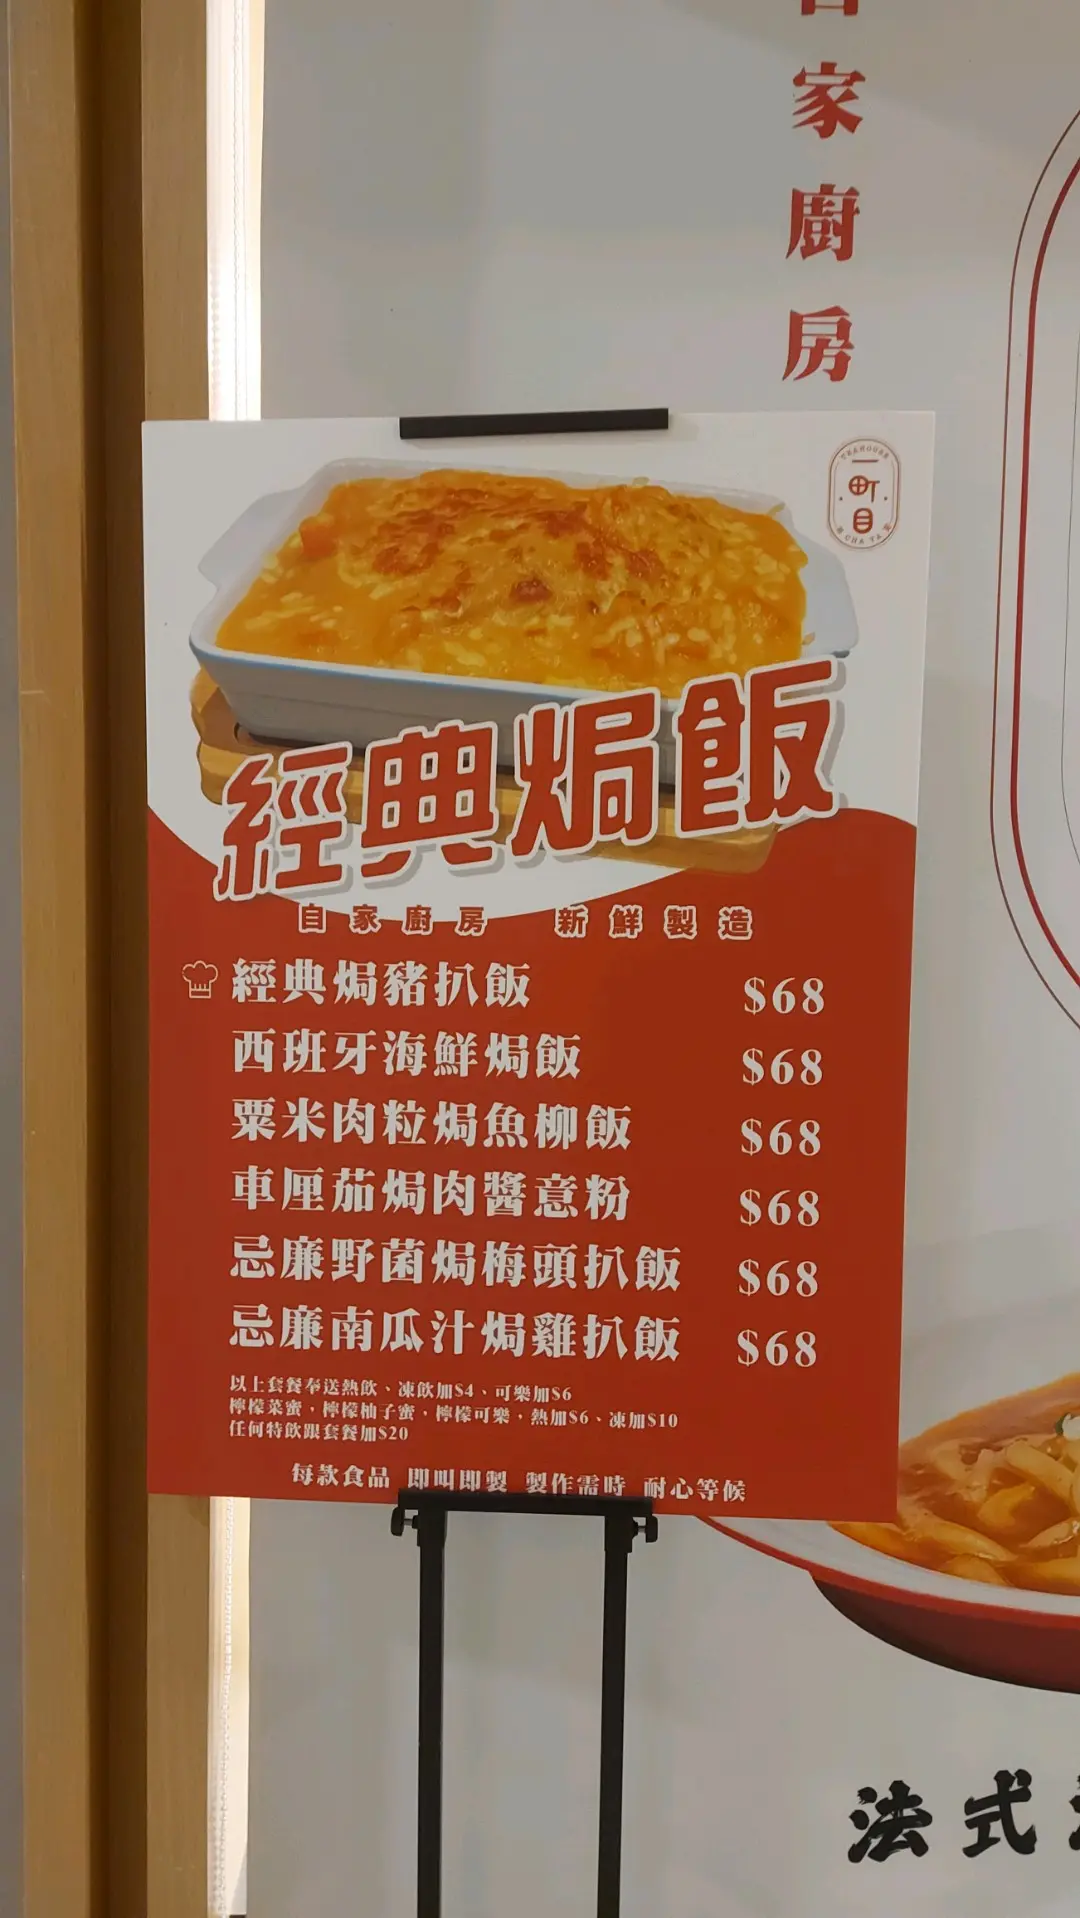 自家廚房
一町目
經典焗飯
自家廚房 新鮮製造
經典焗豬扒飯 $68
西班牙海鮮焗飯 $68
粟米肉粒焗魚柳飯 $68
車厘茄焗肉醬意粉 $68
忌廉野菌焗梅頭扒飯 $68
忌廉南瓜汁焗雞扒飯 $68
以上套餐奉送熱飲、凍飲加$4、可樂加$6
檸檬菜蜜，檸檬柚子蜜，檸檬可樂，熱加$6、凍加$10
任何特飲跟套餐加$20
每款食品 即叫即製 製作需時 耐心等候
法式